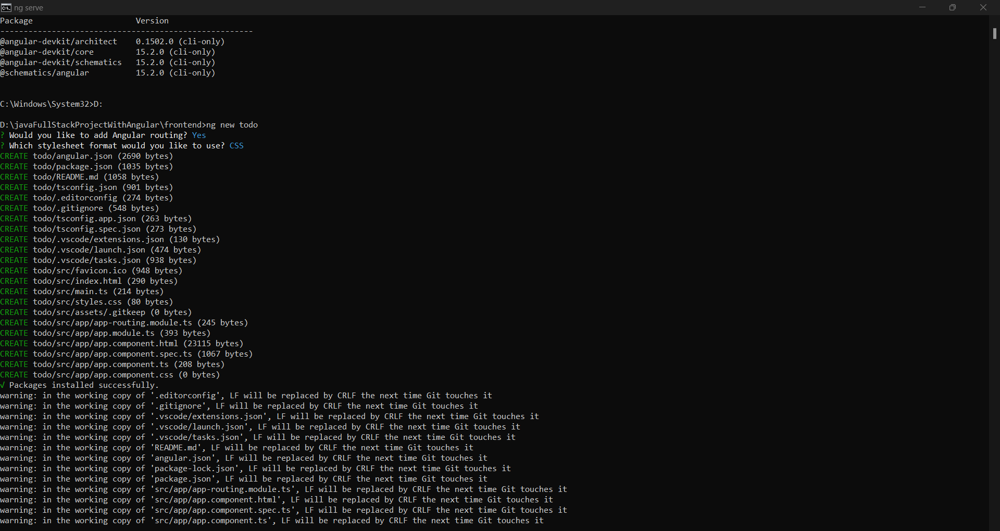 ng serve
Package                      Version
------------------------------------------------------
@angular-devkit/architect    0.1502.0 (cli-only)
@angular-devkit/core         15.2.0 (cli-only)
@angular-devkit/schematics   15.2.0 (cli-only)
@schematics/angular          15.2.0 (cli-only)
C:\Windows\System32>D:
D:\javaFullStackProjectWithAngular\frontend>ng new todo
? Would you like to add Angular routing? Yes
? Which stylesheet format would you like to use? CSS
CREATE todo/angular.json (2690 bytes)
CREATE todo/package.json (1035 bytes)
CREATE todo/README.md (1058 bytes)
CREATE todo/tsconfig.json (901 bytes)
CREATE todo/.editorconfig (274 bytes)
CREATE todo/.gitignore (548 bytes)
CREATE todo/tsconfig.app.json (263 bytes)
CREATE todo/tsconfig.spec.json (273 bytes)
CREATE todo/.vscode/extensions.json (130 bytes)
CREATE todo/.vscode/launch.json (474 bytes)
CREATE todo/.vscode/tasks.json (938 bytes)
CREATE todo/src/favicon.ico (948 bytes)
CREATE todo/src/index.html (290 bytes)
CREATE todo/src/main.ts (214 bytes)
CREATE todo/src/styles.css (80 bytes)
CREATE todo/src/assets/.gitkeep (0 bytes)
CREATE todo/src/app/app-routing.module.ts (245 bytes)
CREATE todo/src/app/app.module.ts (393 bytes)
CREATE todo/src/app/app.component.html (23115 bytes)
CREATE todo/src/app/app.component.spec.ts (1067 bytes)
CREATE todo/src/app/app.component.ts (208 bytes)
CREATE todo/src/app/app.component.css (0 bytes)
√ Packages installed successfully.
warning: in the working copy of '.editorconfig', LF will be replaced by CRLF the next time Git touches it
warning: in the working copy of '.gitignore', LF will be replaced by CRLF the next time Git touches it
warning: in the working copy of '.vscode/extensions.json', LF will be replaced by CRLF the next time Git touches it
warning: in the working copy of '.vscode/launch.json', LF will be replaced by CRLF the next time Git touches it
warning: in the working copy of '.vscode/tasks.json', LF will be replaced by CRLF the next time Git touches it
warning: in the working copy of 'README.md', LF will be replaced by CRLF the next time Git touches it
warning: in the working copy of 'angular.json', LF will be replaced by CRLF the next time Git touches it
warning: in the working copy of 'package-lock.json', LF will be replaced by CRLF the next time Git touches it
warning: in the working copy of 'package.json', LF will be replaced by CRLF the next time Git touches it
warning: in the working copy of 'src/app/app-routing.module.ts', LF will be replaced by CRLF the next time Git touches it
warning: in the working copy of 'src/app/app.component.html', LF will be replaced by CRLF the next time Git touches it
warning: in the working copy of 'src/app/app.component.spec.ts', LF will be replaced by CRLF the next time Git touches it
warning: in the working copy of 'src/app/app.component.ts', LF will be replaced by CRLF the next time Git touches it